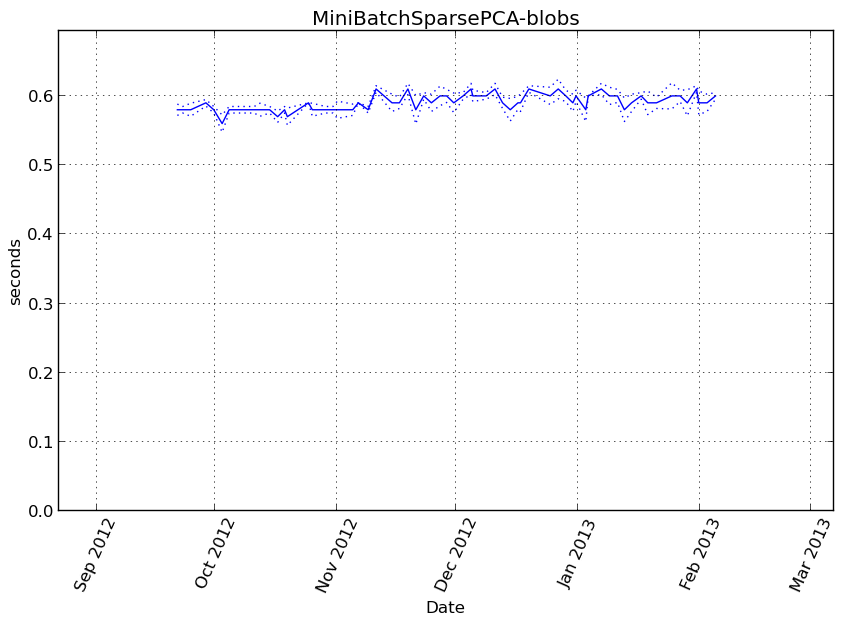 MiniBatchSparsePCA-blobs
0.6
0.5
0.4
0.3
0.2
0.1
0.0
seconds
Sep 2012
Oct 2012
Nov 2012
Dec 2012
Jan 2013
Feb 2013
Mar 2013
Date